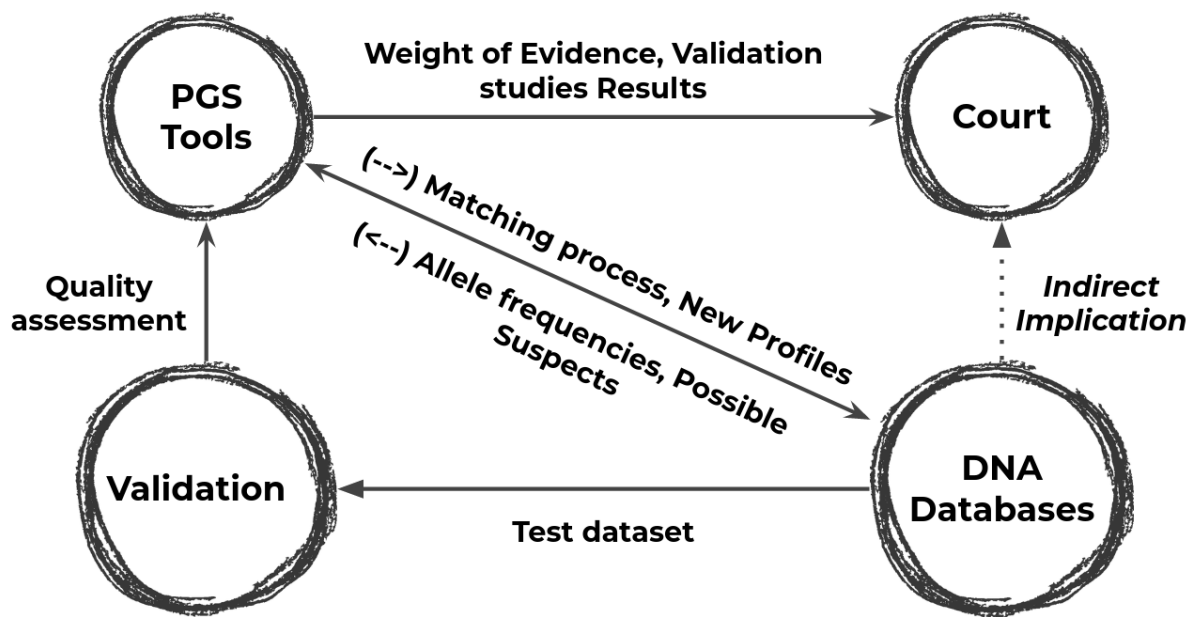 PGS
Tools
Weight of Evidence, Validation
studies Results
Court
(-->) Matching process, New Profiles
(<--) Allele frequencies, Possible
Suspects
Quality
assessment
Indirect
Implication
Validation
Test dataset
DNA
Databases